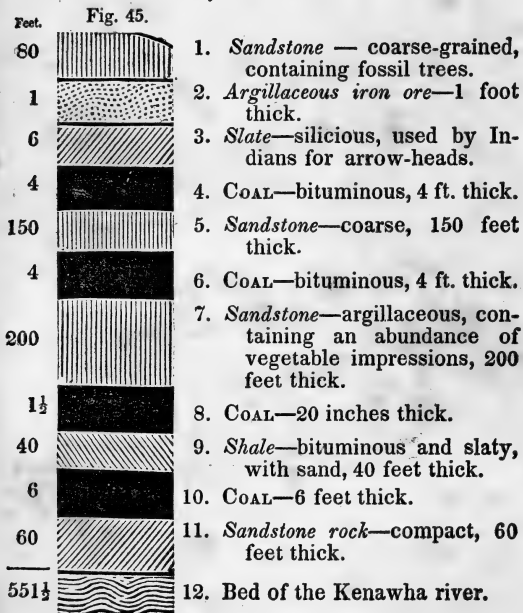 Feet.
Fig. 45.
80
1
6
4
150
4
200
1½
40
6
60
551½
1. Sandstone — coarse-grained,
containing fossil trees.
2. Argillaceous iron ore—1 foot
thick.
3. Slate—silicious, used by In-
dians for arrow-heads.
4. COAL—bituminous, 4 ft. thick.
5. Sandstone—coarse, 150 feet
thick.
6. COAL—bituminous, 4 ft. thick.
7. Sandstone—argillaceous, con-
taining an abundance of
vegetable impressions, 200
feet thick.
8. COAL—20 inches thick.
9. Shale—bituminous and slaty,
with sand, 40 feet thick.
10. COAL—6 feet thick.
11. Sandstone rock—compact, 60
feet thick.
12. Bed of the Kenawha river.